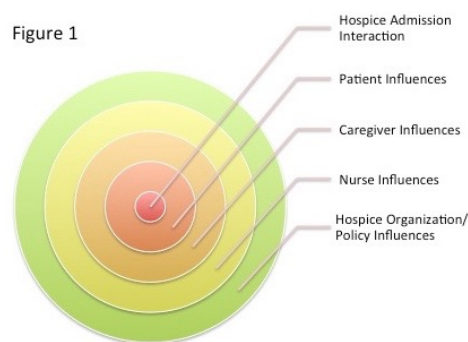 Figure 1
Hospice Admission
Interaction
Patient Influences
Caregiver Influences
Nurse Influences
Hospice Organization/
Policy Influences